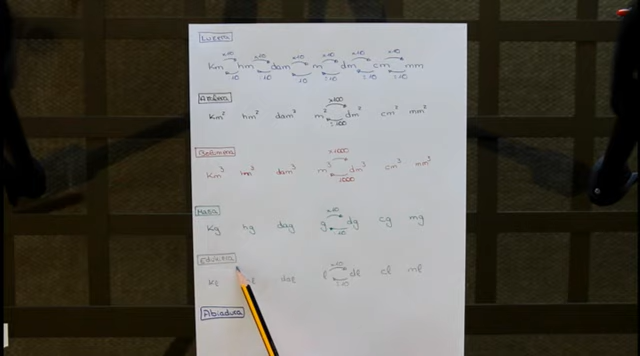 Luzera
x10 x10 x10 x10 x10 x10
Km hm dam m dm cm mm
:10 :10 :10 :10 :10 :10
Azalera
x100
Km² hm² dam² m² dm² cm² mm²
:100
Bolumena
x1000
Km³ hm³ dam³ m³ dm³ cm³ mm³
:1000
Masa
x10
Kg hg dag g dg cg mg
:10
Edukiera
x10
Kl dal l dl cl ml
:10
Abiadura